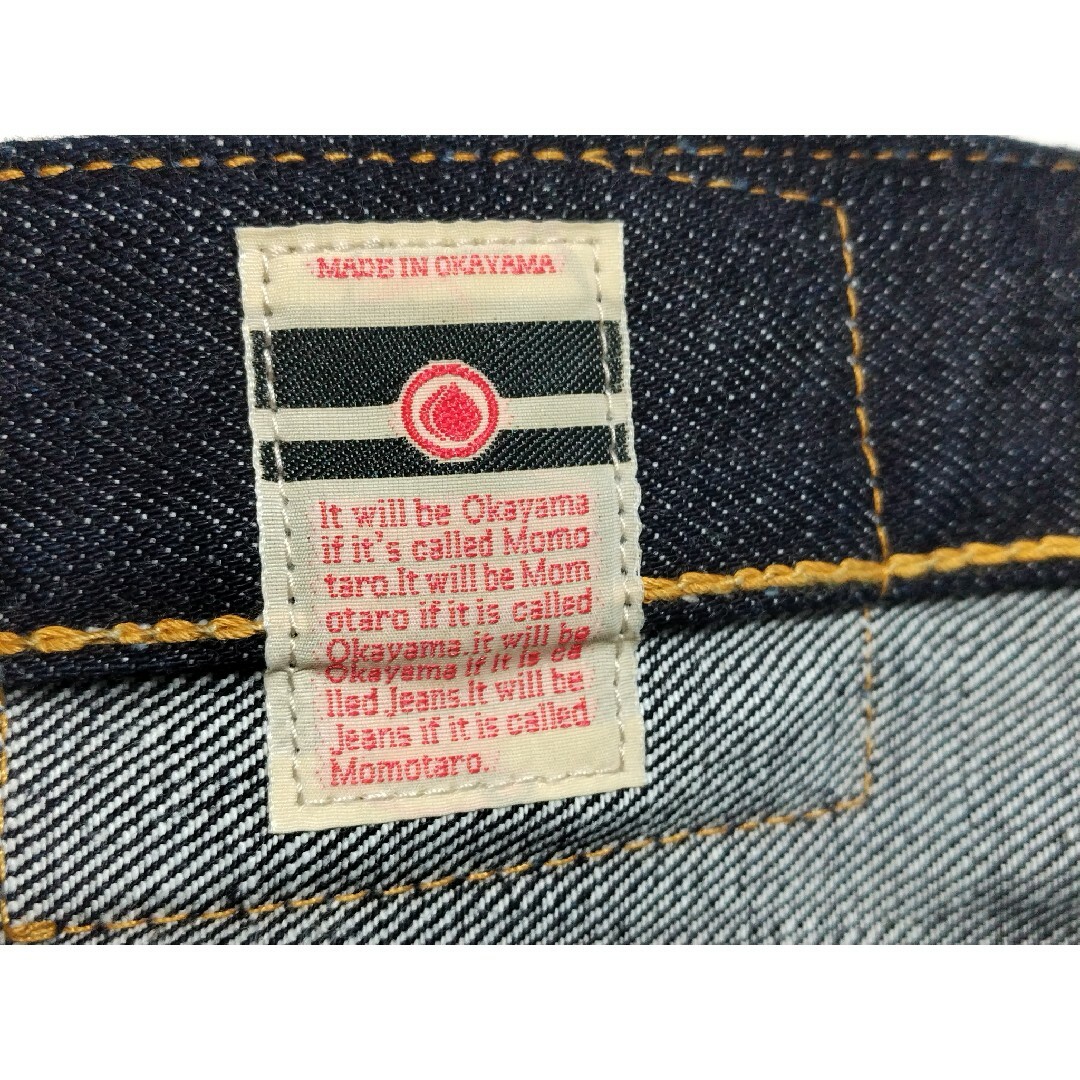 MADE IN OKAYAMA
It will be Okayama
if it's called Momo
taro.It will be Mom
otaro if it is called
Okayama.it will be
Okayama if it is ca
lled Jeans.It will be
Jeans if it is called
Momotaro.